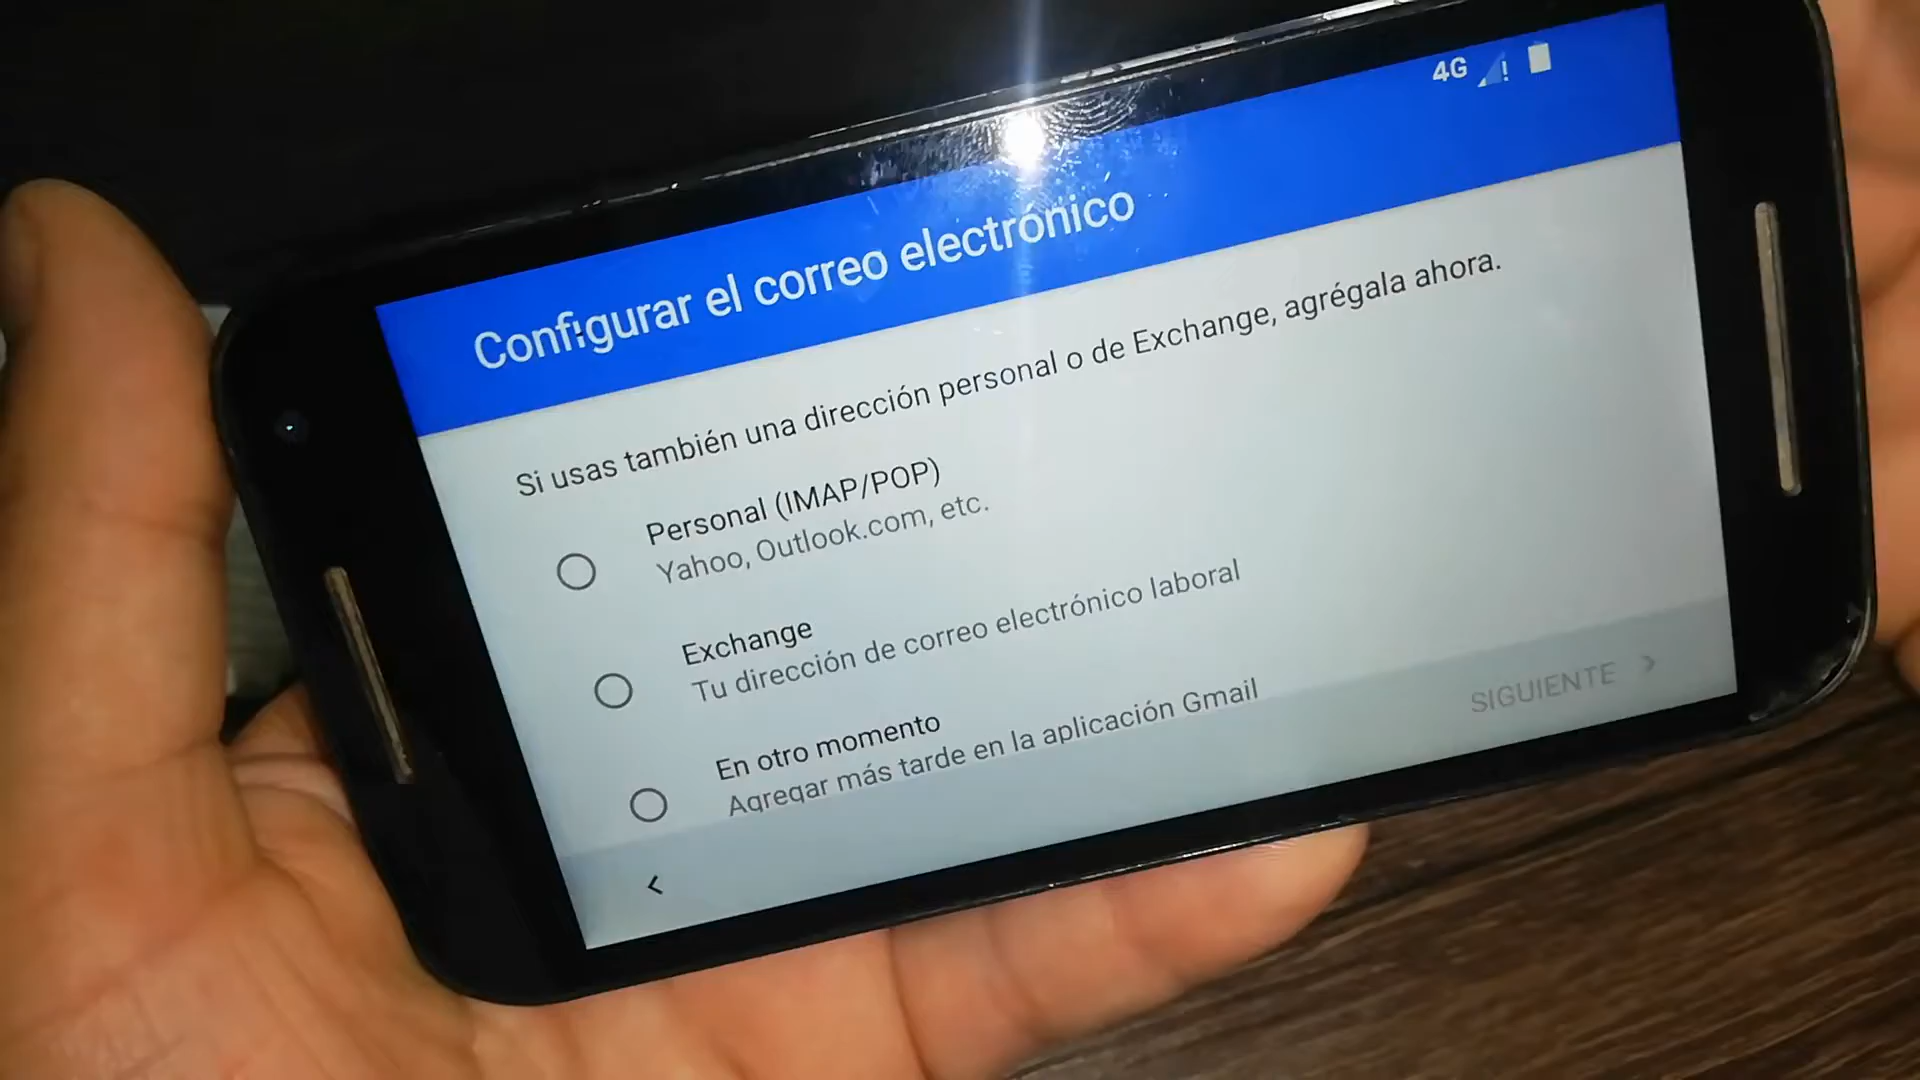 4G
Configurar el correo electrónico
Si usas también una dirección personal o de Exchange, agrégala ahora.
Personal (IMAP/POP)
Yahoo, Outlook.com, etc.
Exchange
Tu dirección de correo electrónico laboral
En otro momento
Agregar más tarde en la aplicación Gmail
SIGUIENTE